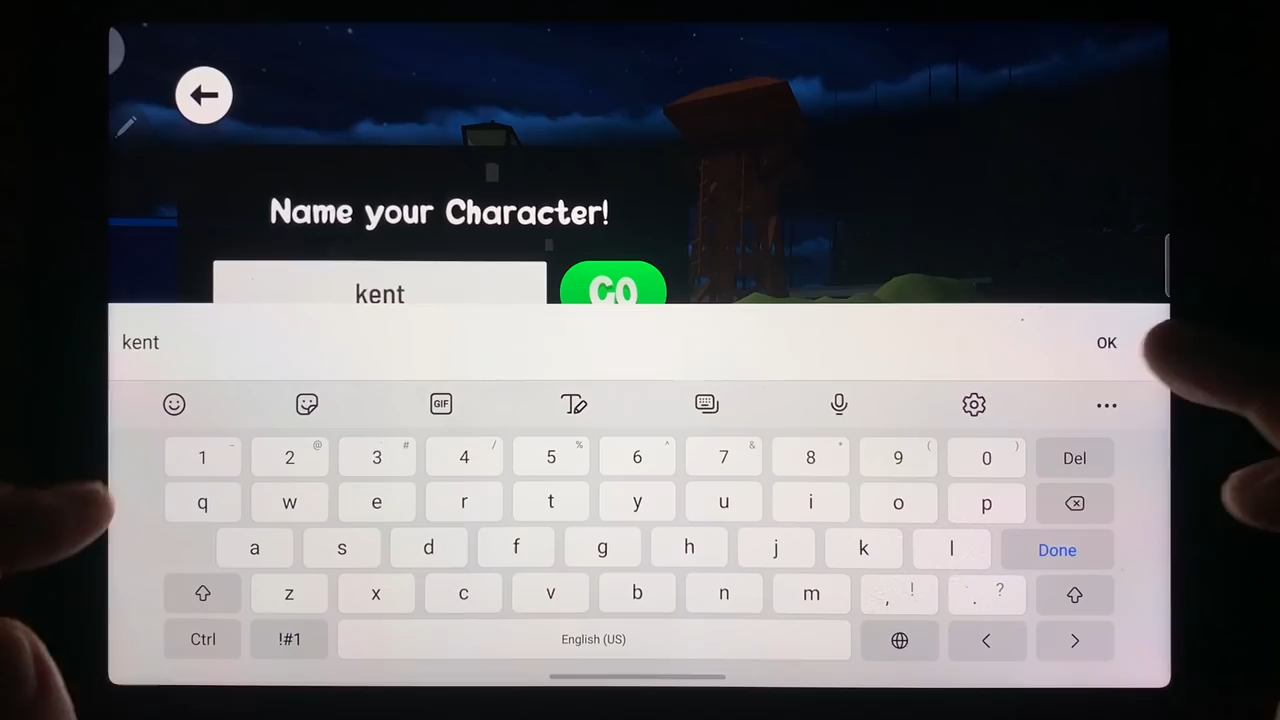 Name your Character!
kent
GO
kent
OK
GIF
1 - 2 @ 3 # 4 / 5 % 6 ^ 7 & 8 * 9 ( 0 ) Del
q w e r t y u i o p
a s d f g h j k l Done
z x c v b n m , ! . ?
Ctrl !#1 English (US) < >